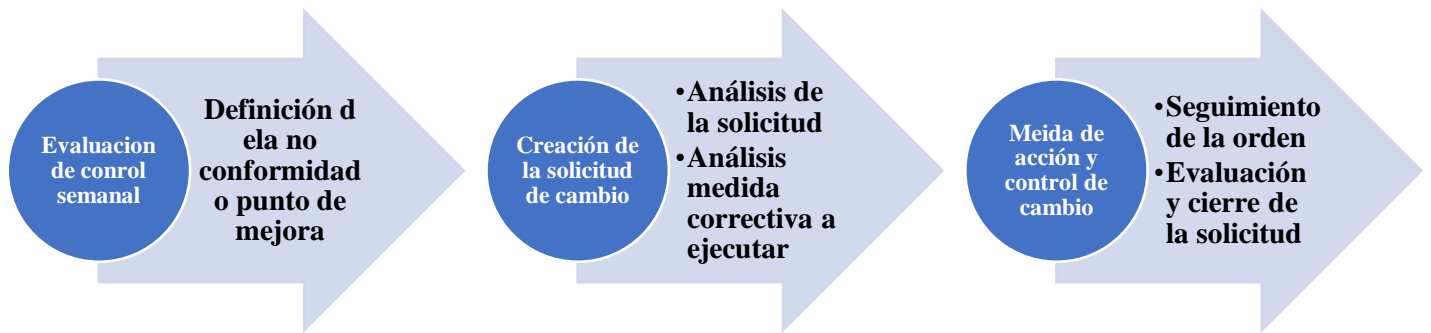 Evaluacion
de conrol
semanal
Definición d
ela no
conformidad
o punto de
mejora
Creación de
la solicitud
de cambio
•Análisis de
la solicitud
•Análisis
medida
correctiva a
ejecutar
Meida de
acción y
control de
cambio
•Seguimiento
de la orden
•Evaluación
y cierre de
la solicitud